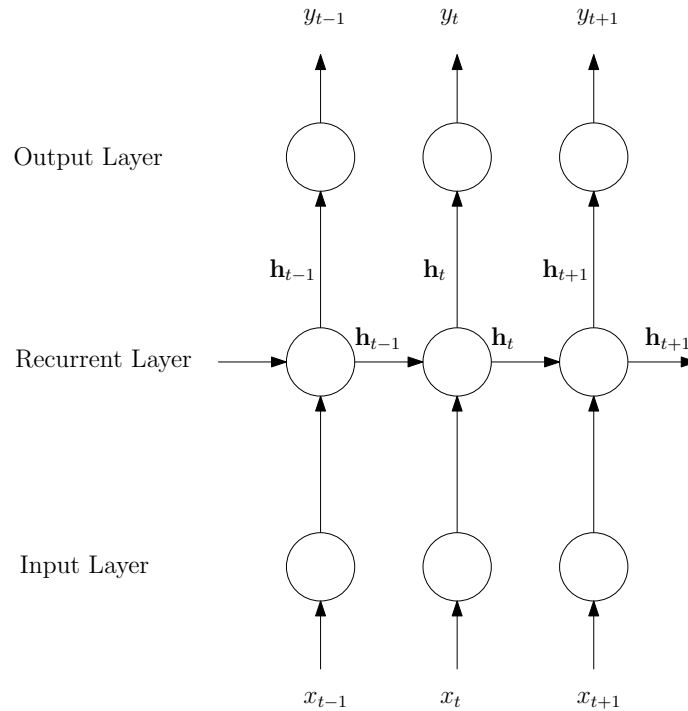 y_{t−1} y_t y_{t+1}
Output Layer
𝐡_{t−1} 𝐡_t 𝐡_{t+1}
𝐡_{t−1} 𝐡_t 𝐡_{t+1}
Recurrent Layer
Input Layer
x_{t−1} x_t x_{t+1}